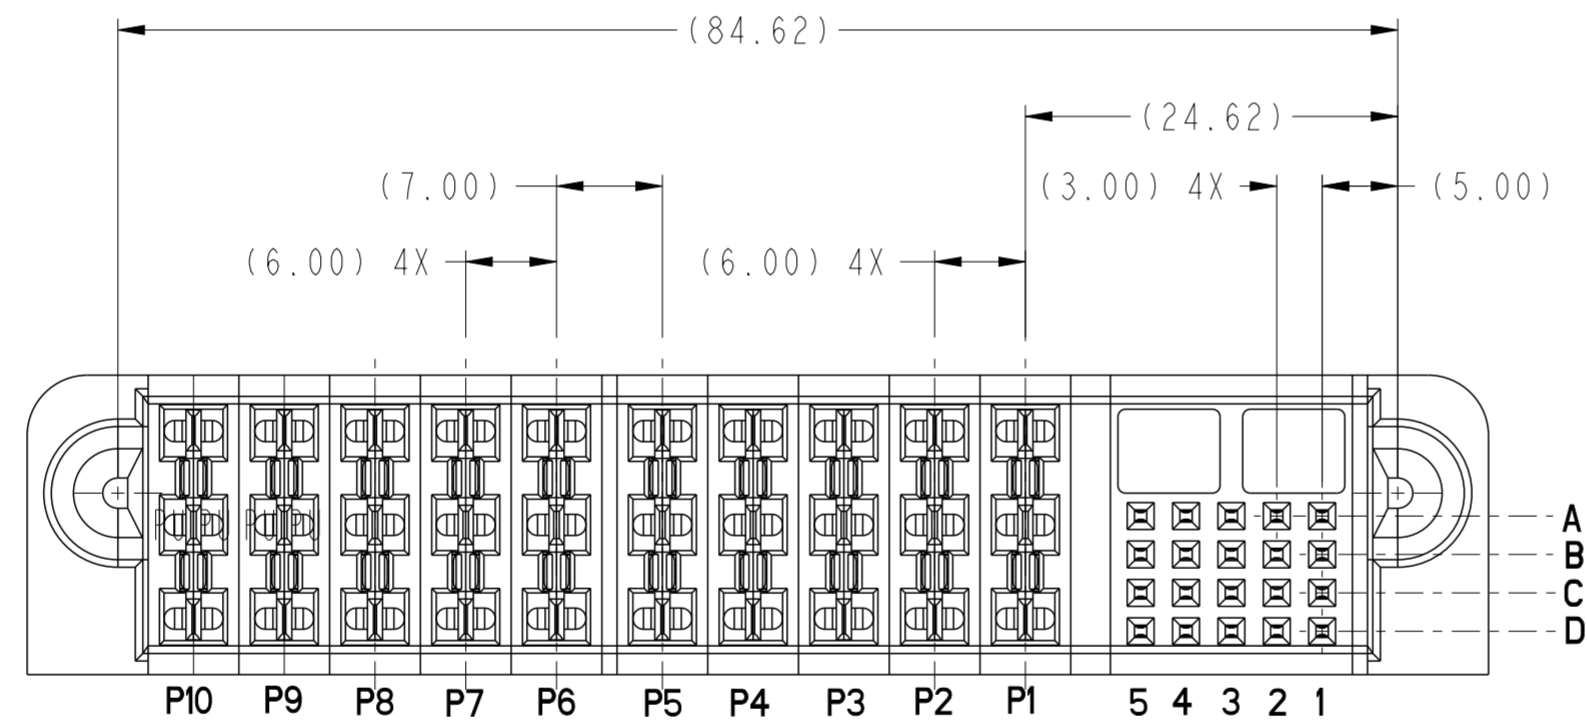 (84.62)
(24.62)
(7.00) (3.00) 4X (5.00)
(6.00) 4X (6.00) 4X
A
B
C
D
P10 P9 P8 P7 P6 P5 P4 P3 P2 P1 5 4 3 2 1